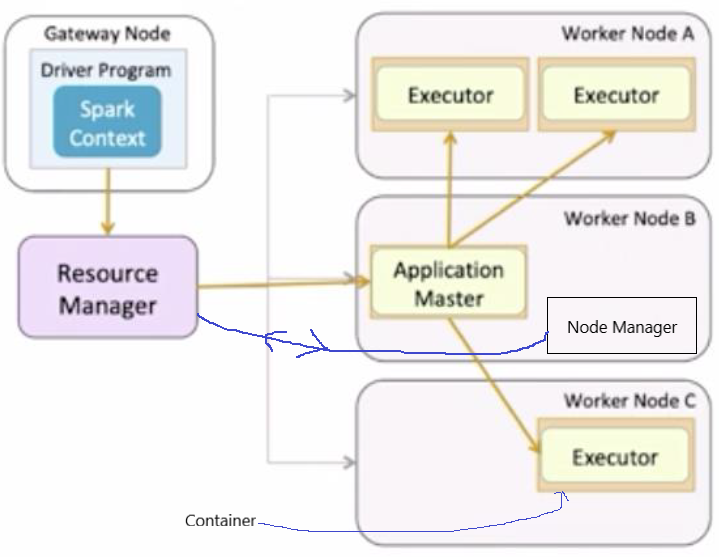 Gateway Node
Driver Program
Spark
Context
Resource
Manager
Worker Node A
Executor
Executor
Worker Node B
Application
Master
Node Manager
Worker Node C
Executor
Container